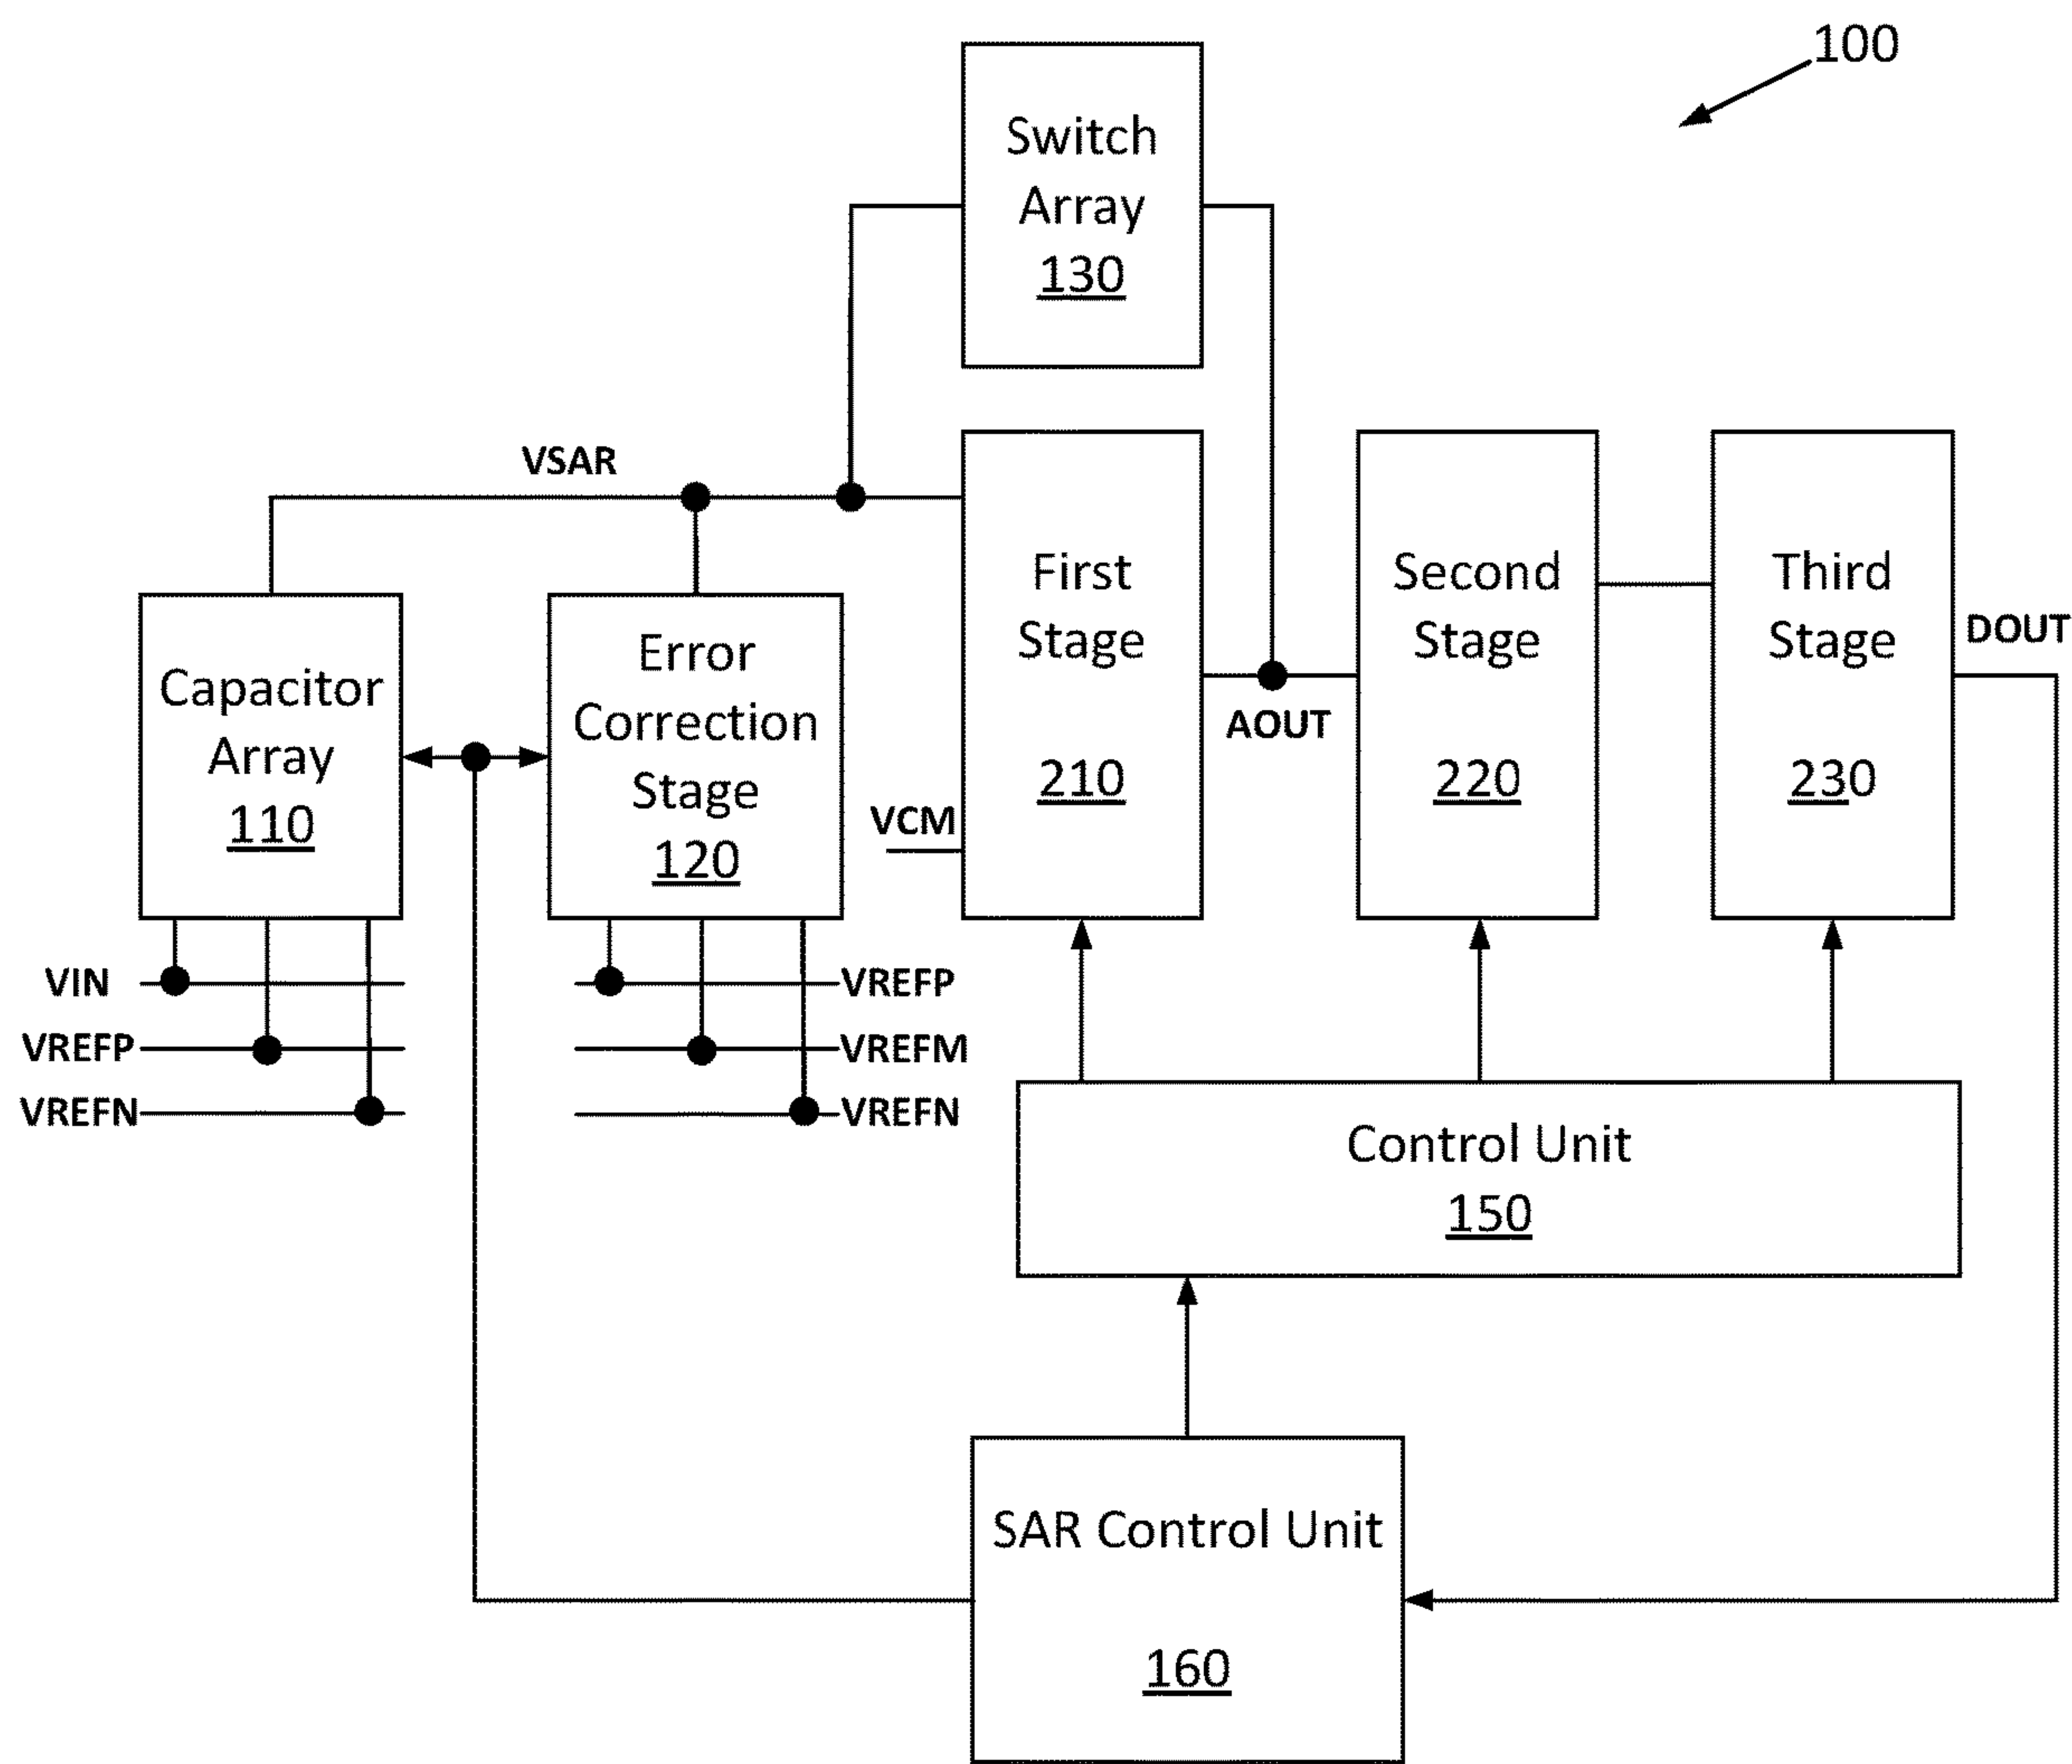 100
Switch
Array
130
VSAR
First
Stage
210
Second
Stage
220
Third
Stage
230
DOUT
AOUT
VCM
Capacitor
Array
110
Error
Correction
Stage
120
VIN
VREFP
VREFN
VREFP
VREFM
VREFN
Control Unit
150
SAR Control Unit
160